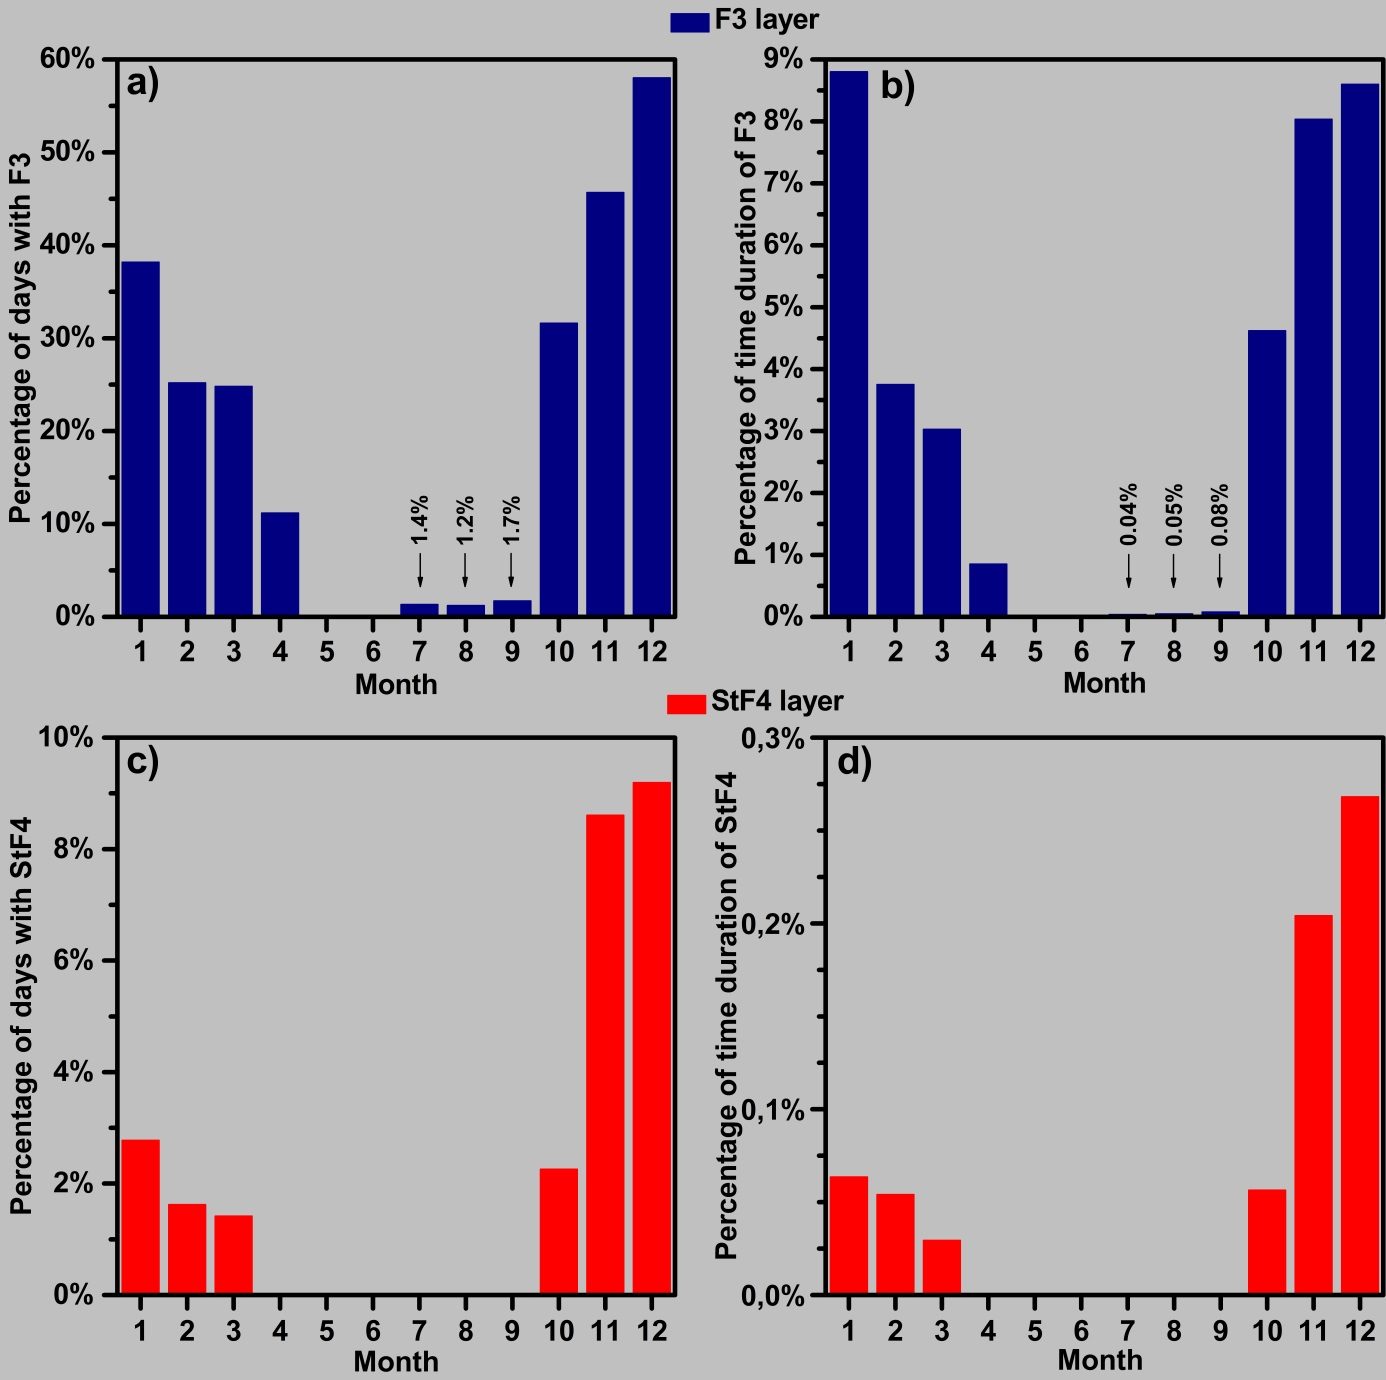 F3 layer
a)
Percentage of days with F3
60%
50%
40%
30%
20%
10%
0%
1.4%
1.2%
1.7%
1 2 3 4 5 6 7 8 9 10 11 12
Month
b)
Percentage of time duration of F3
9%
8%
7%
6%
5%
4%
3%
2%
1%
0%
0.04%
0.05%
0.08%
1 2 3 4 5 6 7 8 9 10 11 12
Month
StF4 layer
c)
Percentage of days with StF4
10%
8%
6%
4%
2%
0%
1 2 3 4 5 6 7 8 9 10 11 12
Month
d)
Percentage of time duration of StF4
0,3%
0,2%
0,1%
0,0%
1 2 3 4 5 6 7 8 9 10 11 12
Month